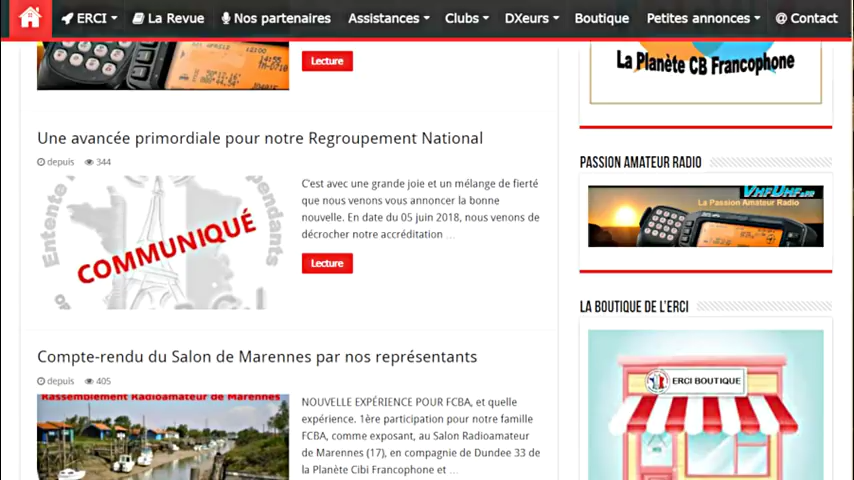 ERCI La Revue Nos partenaires Assistances Clubs DXeurs Boutique Petites annonces @ Contact
Lecture
La Planète CB Francophone
Une avancée primordiale pour notre Regroupement National
depuis 344
Entente
pendants
COMMUNIQUÉ
C'est avec une grande joie et un mélange de fierté
que nous venons vous annoncer la bonne
nouvelle. En date du 05 juin 2018, nous venons de
décrocher notre accréditation ...
Lecture
PASSION AMATEUR RADIO
VHFUHF.FR
La Passion Amateur Radio
LA BOUTIQUE DE L'ERCI
ERCI BOUTIQUE
Compte-rendu du Salon de Marennes par nos représentants
depuis 405
Rassemblement Radioamateur de Marennes
NOUVELLE EXPÉRIENCE POUR FCBA, et quelle
expérience. 1ère participation pour notre famille
FCBA, comme exposant, au Salon Radioamateur
de Marennes (17), en compagnie de Dundee 33 de
la Planète Cibi Francophone et ...